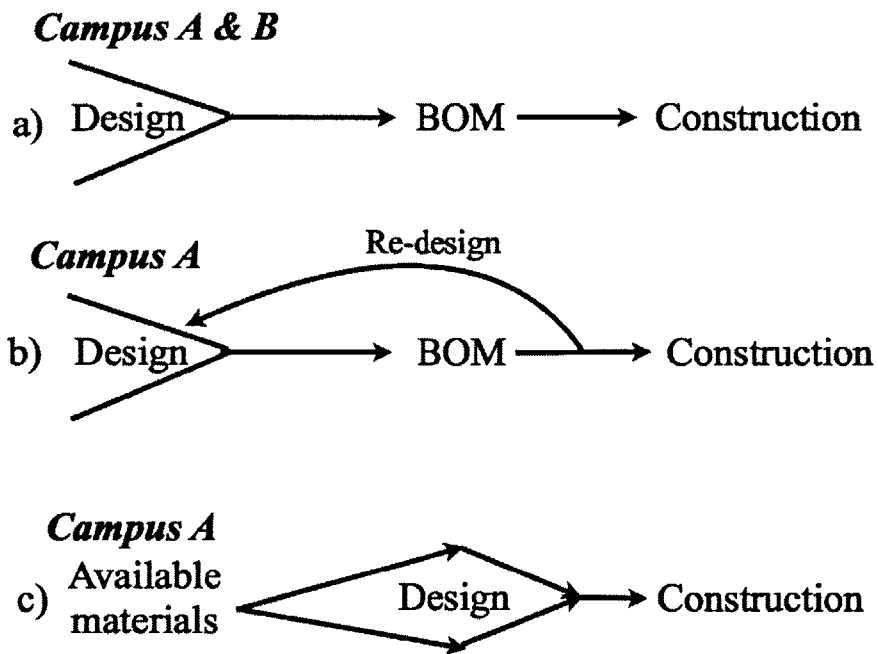 Campus A & B
a) Design BOM Construction
Re-design
Campus A
b) Design BOM Construction
Campus A
c) Available materials Design Construction